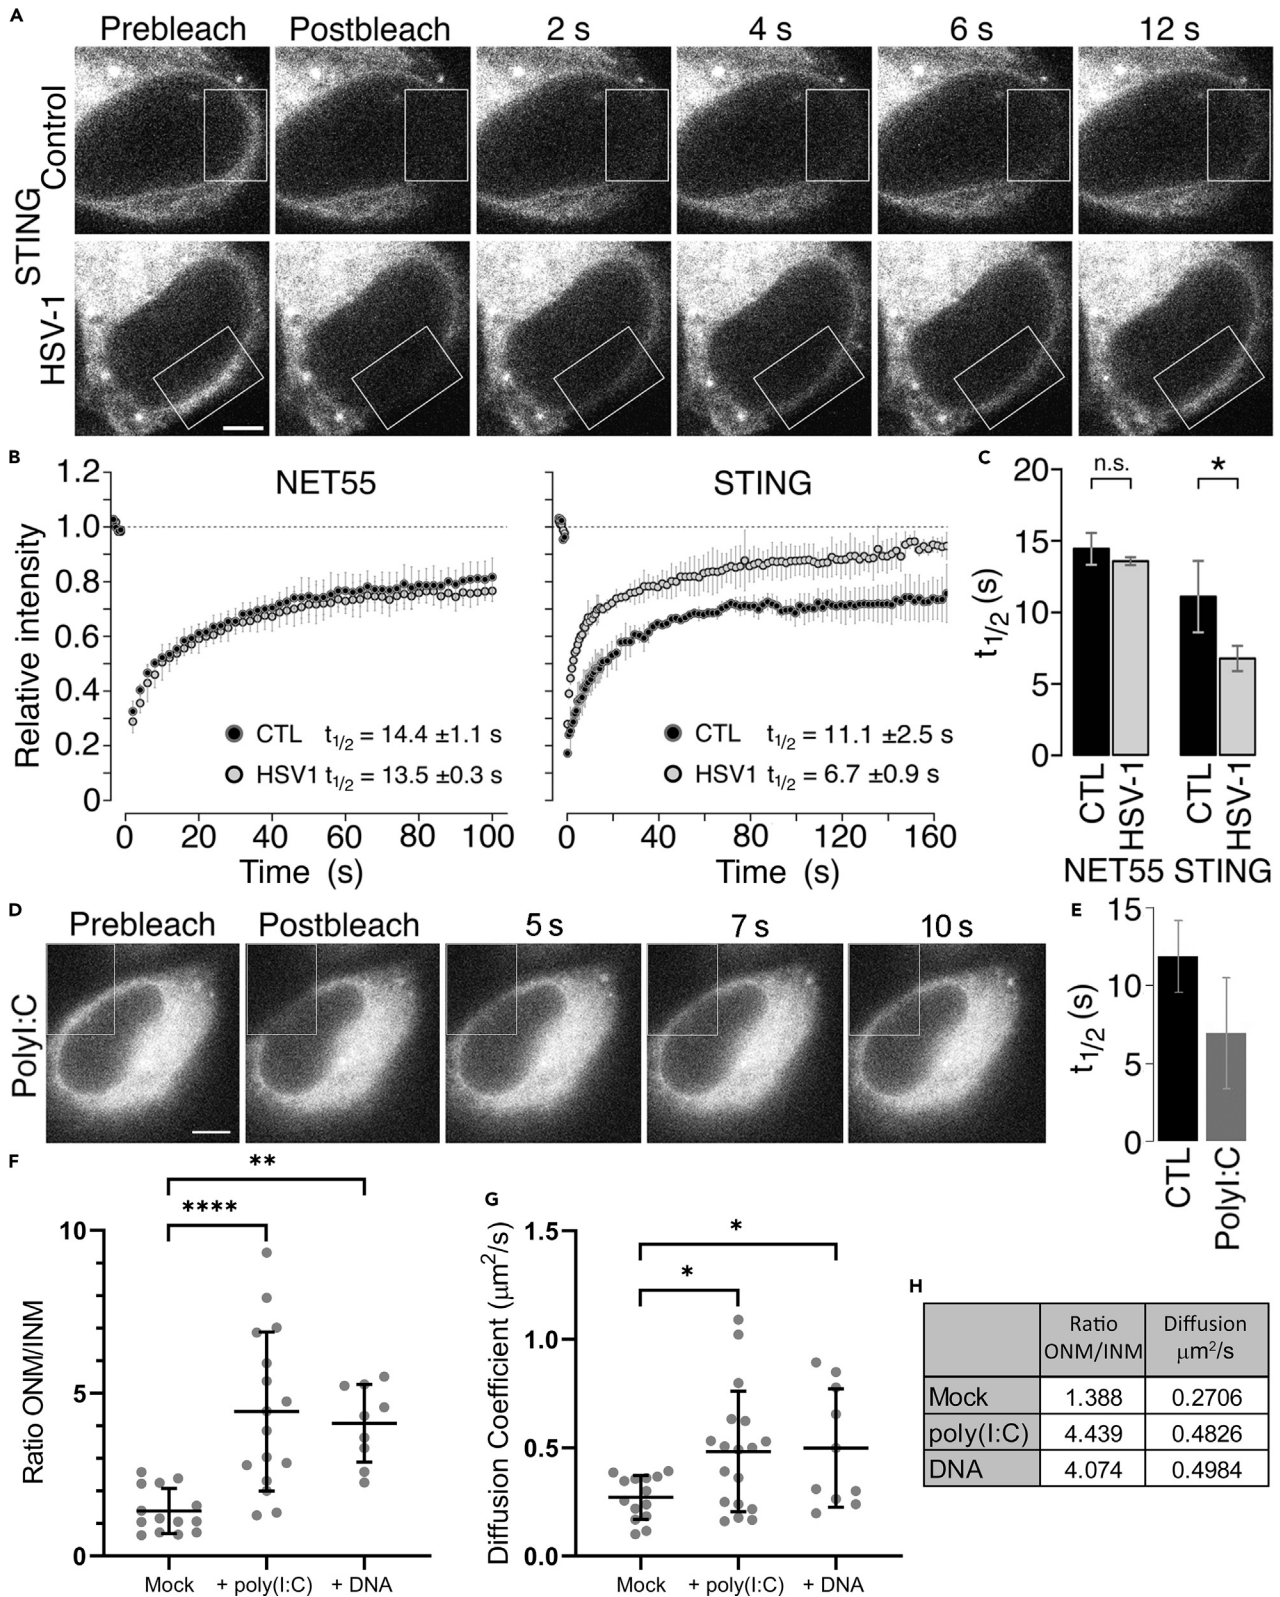 A
Prebleach Postbleach 2 s 4 s 6 s 12 s
STING
Control
HSV-1
B
NET55
STING
Relative intensity
1.2
1.0
0.8
0.6
0.4
0.2
0
CTL t1/2 = 14.4 ±1.1 s
HSV1 t1/2 = 13.5 ±0.3 s
0 20 40 60 80 100
Time (s)
CTL t1/2 = 11.1 ±2.5 s
HSV1 t1/2 = 6.7 ±0.9 s
0 40 80 120 160
Time (s)
C
t1/2 (s)
20
15
10
5
0
n.s.
*
CTL
HSV-1
CTL
HSV-1
NET55 STING
D
Prebleach Postbleach 5 s 7 s 10 s
PolyI:C
E
t1/2 (s)
15
10
5
0
CTL
PolyI:C
F
**
****
Ratio ONM/INM
10
5
0
Mock + poly(I:C) + DNA
G
*
*
Diffusion Coefficient (μm2/s)
1.5
1.0
0.5
0.0
Mock + poly(I:C) + DNA
H
Ratio ONM/INM Diffusion μm2/s
Mock 1.388 0.2706
poly(I:C) 4.439 0.4826
DNA 4.074 0.4984